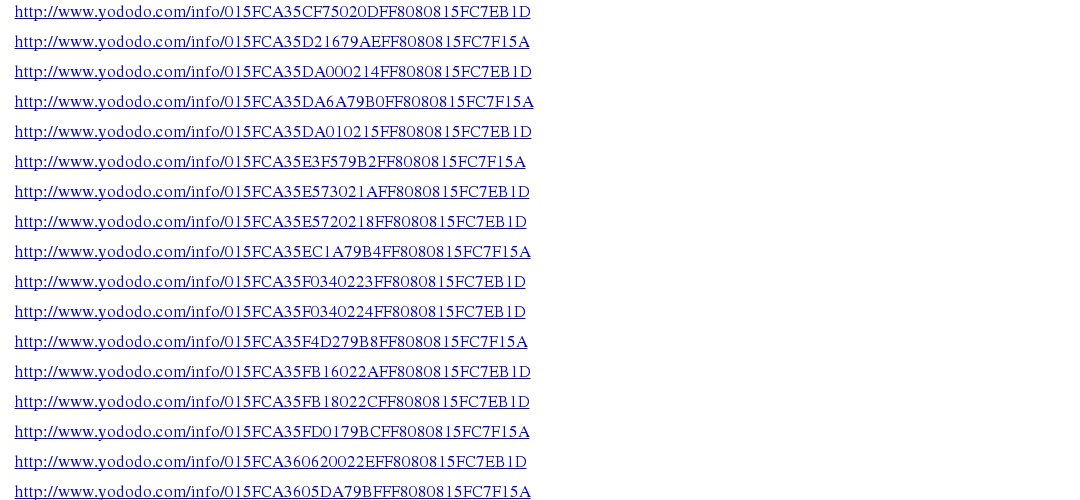 http://www.yododo.com/info/015FCA35CF75020DFF8080815FC7EB1D
http://www.yododo.com/info/015FCA35D21679AEFF8080815FC7F15A
http://www.yododo.com/info/015FCA35DA000214FF8080815FC7EB1D
http://www.yododo.com/info/015FCA35DA6A79B0FF8080815FC7F15A
http://www.yododo.com/info/015FCA35DA010215FF8080815FC7EB1D
http://www.yododo.com/info/015FCA35E3F579B2FF8080815FC7F15A
http://www.yododo.com/info/015FCA35E573021AFF8080815FC7EB1D
http://www.yododo.com/info/015FCA35E5720218FF8080815FC7EB1D
http://www.yododo.com/info/015FCA35EC1A79B4FF8080815FC7F15A
http://www.yododo.com/info/015FCA35F0340223FF8080815FC7EB1D
http://www.yododo.com/info/015FCA35F0340224FF8080815FC7EB1D
http://www.yododo.com/info/015FCA35F4D279B8FF8080815FC7F15A
http://www.yododo.com/info/015FCA35FB16022AFF8080815FC7EB1D
http://www.yododo.com/info/015FCA35FB18022CFF8080815FC7EB1D
http://www.yododo.com/info/015FCA35FD0179BCFF8080815FC7F15A
http://www.yododo.com/info/015FCA360620022EFF8080815FC7EB1D
http://www.yododo.com/info/015FCA3605DA79BFFF8080815FC7F15A